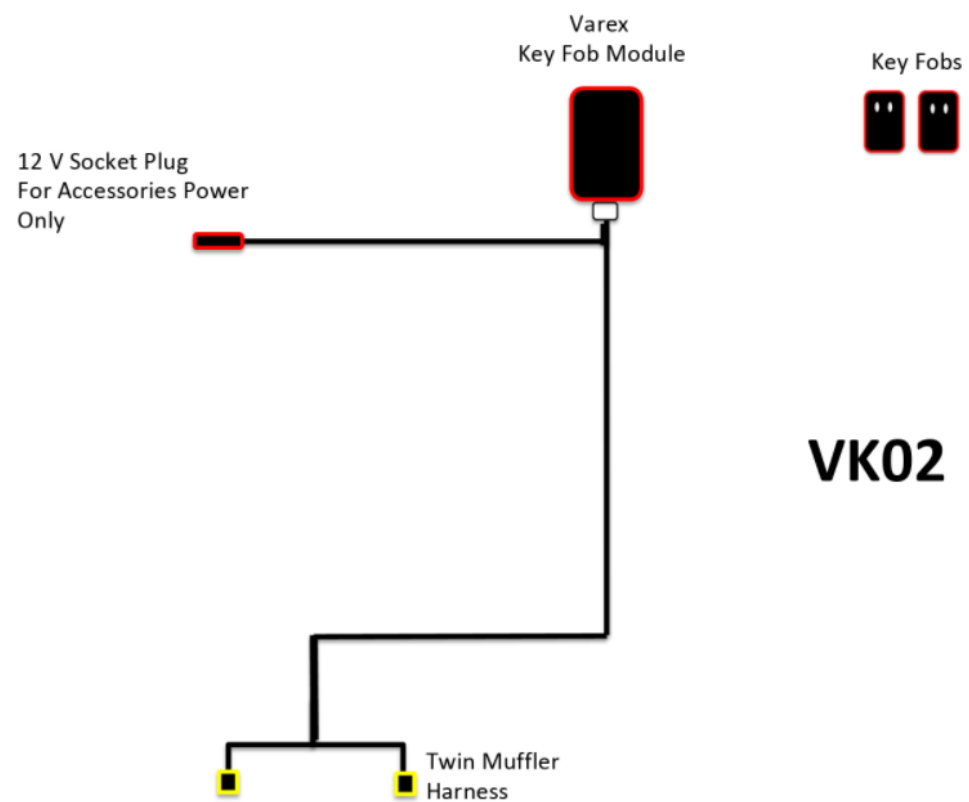 Varex
Key Fob Module
Key Fobs
12 V Socket Plug
For Accessories Power
Only
VK02
Twin Muffler
Harness